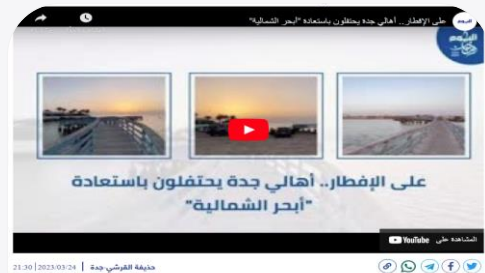 على الإفطار.. أهالي جدة يحتفلون باستعادة "أبحر الشمالية"
اليوم
على الإفطار.. أهالي جدة يحتفلون باستعادة
"أبحر الشمالية"
المشاهدة على YouTube
حذيفة القرشي جدة | 2023/03/24 | 21:30